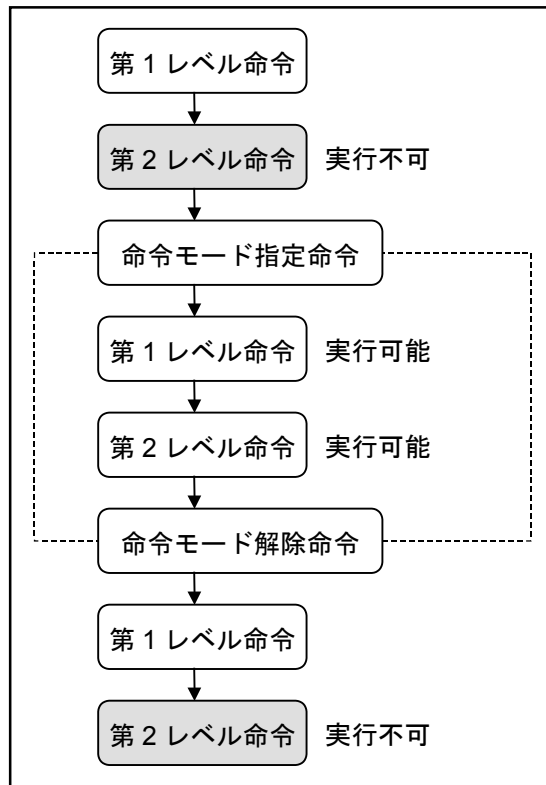 第 1 レベル命令
第 2 レベル命令 実行不可
命令モード指定命令
第 1 レベル命令 実行可能
第 2 レベル命令 実行可能
命令モード解除命令
第 1 レベル命令
第 2 レベル命令 実行不可